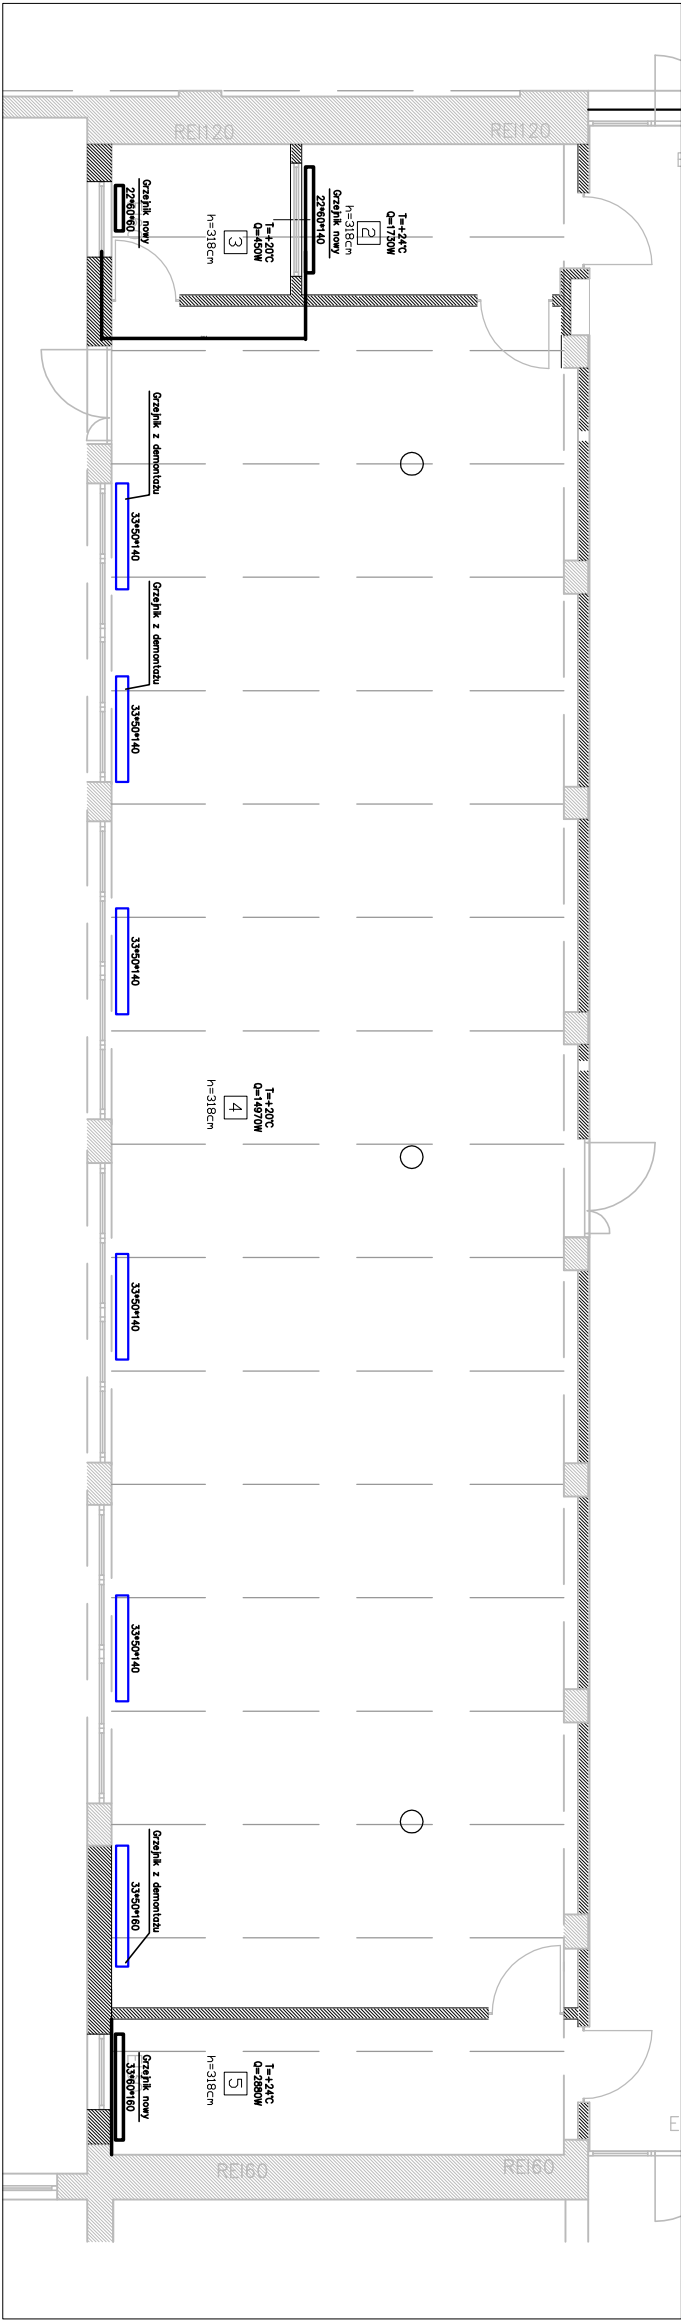 REI120
REI120
Grzejnik nowy
22*60*60
T=+20°C
Q=450W
3
h=318cm
Grzejnik nowy
22*60*140
T=+24°C
Q=1730W
2
h=318cm
Grzejnik z demontażu
33*50*140
Grzejnik z demontażu
33*50*140
33*50*140
T=+20°C
Q=14970W
4
h=318cm
33*50*140
33*50*140
Grzejnik z demontażu
33*50*160
Grzejnik nowy
33*60*160
T=+24°C
Q=2880W
5
h=318cm
REI60
REI60